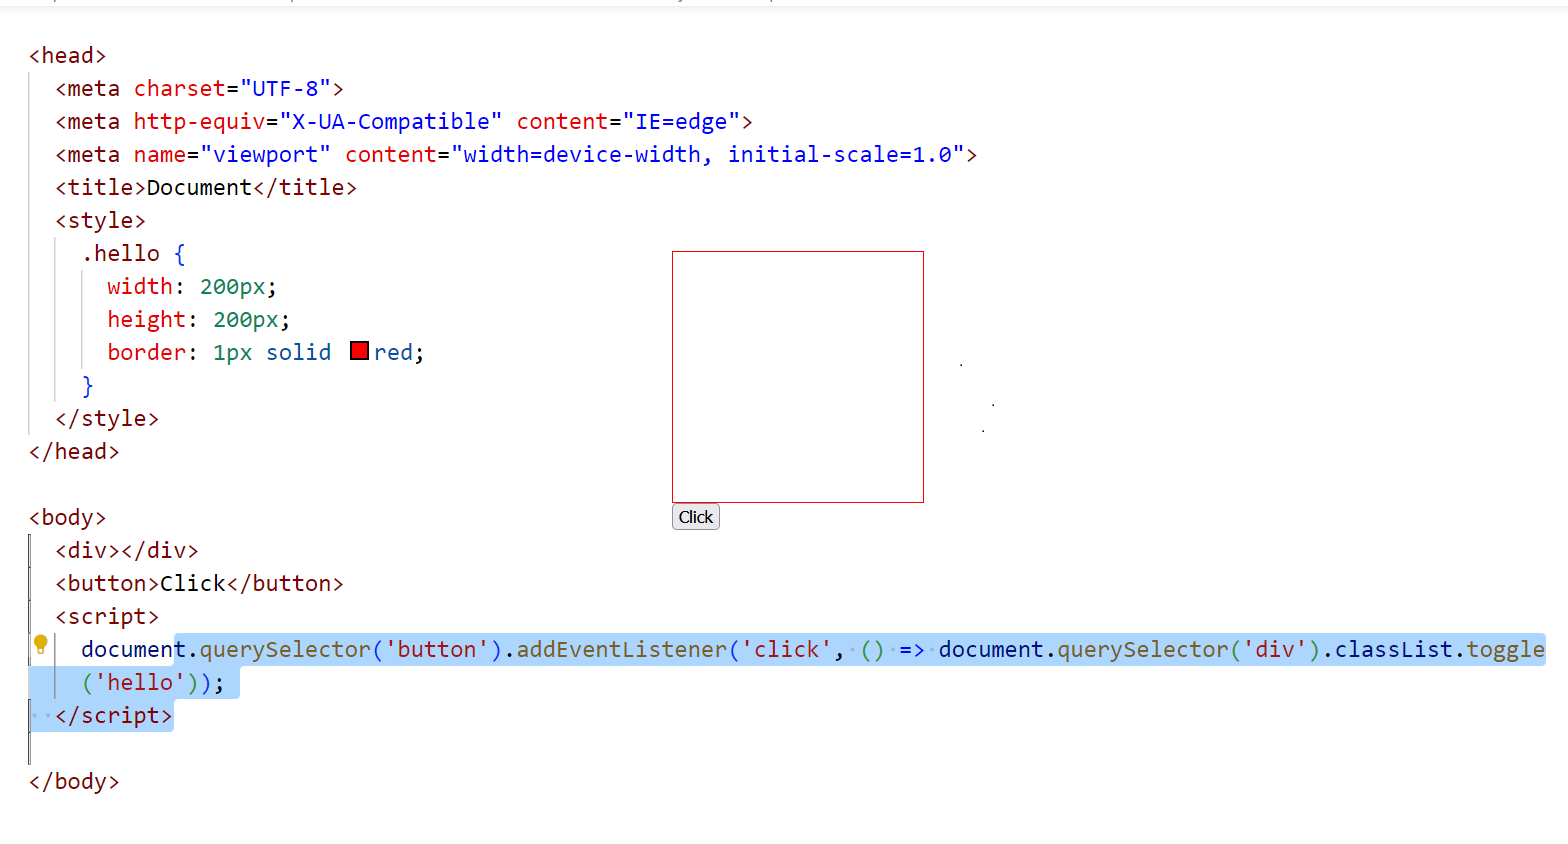 <head>
<meta charset="UTF-8">
<meta http-equiv="X-UA-Compatible" content="IE=edge">
<meta name="viewport" content="width=device-width, initial-scale=1.0">
<title>Document</title>
<style>
.hello {
width: 200px;
height: 200px;
border: 1px solid red;
}
</style>
</head>
Click
<body>
<div></div>
<button>Click</button>
<script>
document.querySelector('button').addEventListener('click', () => document.querySelector('div').classList.toggle
('hello'));
</script>
</body>